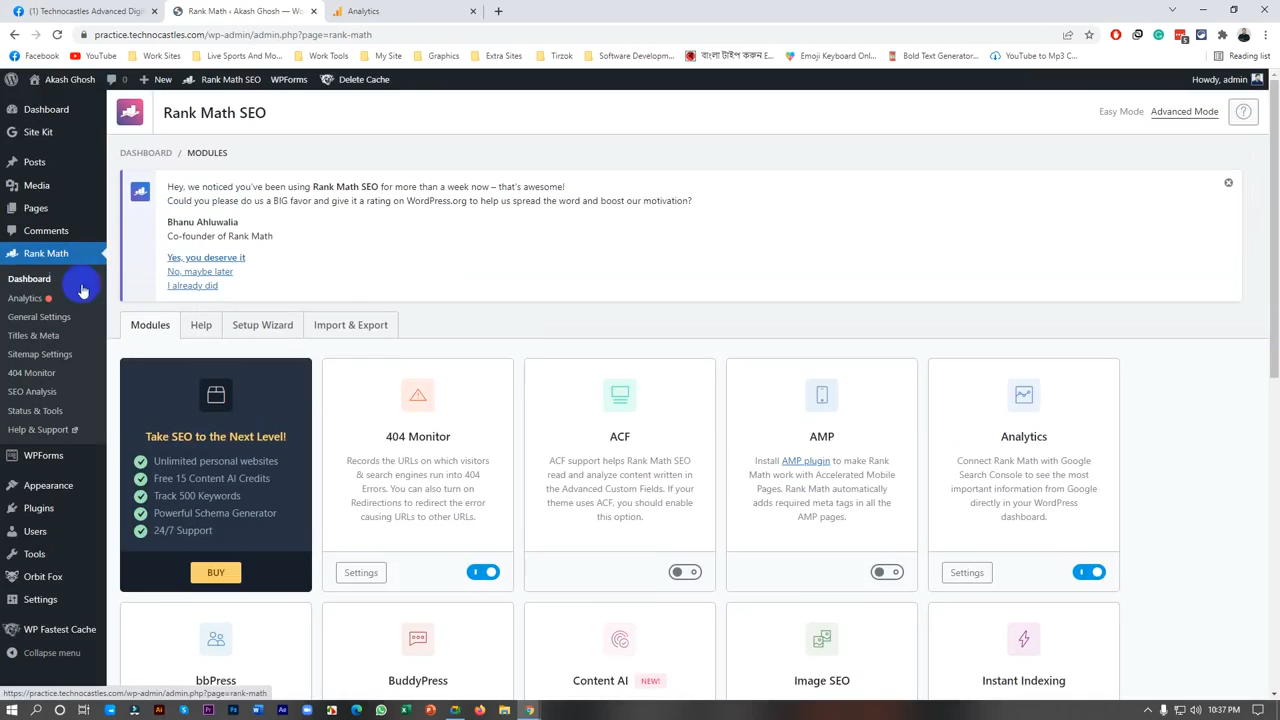 (1) Technocastles Advanced Digi
Rank Math ‹ Akash Ghosh — Wo
Analytics
practice.technocastles.com/wp-admin/admin.php?page=rank-math
Facebook
YouTube
Work Sites
Live Sports And Mo...
Work Tools
My Site
Graphics
Extra Sites
Tirzok
Software Developm...
বাংলা টাইপ করুন E...
Emoji Keyboard Onl...
Bold Text Generator...
YouTube to Mp3 C...
Reading list
Akash Ghosh
0
New
Rank Math SEO
WPForms
Delete Cache
Howdy, admin
Dashboard
Site Kit
Posts
Media
Pages
Comments
Rank Math
Dashboard
Analytics
General Settings
Titles & Meta
Sitemap Settings
404 Monitor
SEO Analysis
Status & Tools
Help & Support
WPForms
Appearance
Plugins
Users
Tools
Orbit Fox
Settings
WP Fastest Cache
Collapse menu
Rank Math SEO
Easy Mode
Advanced Mode
DASHBOARD / MODULES
Hey, we noticed you've been using Rank Math SEO for more than a week now – that's awesome!
Could you please do us a BIG favor and give it a rating on WordPress.org to help us spread the word and boost our motivation?
Bhanu Ahluwalia
Co-founder of Rank Math
Yes, you deserve it
No, maybe later
I already did
Modules
Help
Setup Wizard
Import & Export
Take SEO to the Next Level!
Unlimited personal websites
Free 15 Content AI Credits
Track 500 Keywords
Powerful Schema Generator
24/7 Support
BUY
404 Monitor
Records the URLs on which visitors
& search engines run into 404
Errors. You can also turn on
Redirections to redirect the error
causing URLs to other URLs.
Settings
ACF
ACF support helps Rank Math SEO
read and analyze content written in
the Advanced Custom Fields. If your
theme uses ACF, you should enable
this option.
AMP
Install AMP plugin to make Rank
Math work with Accelerated Mobile
Pages. Rank Math automatically
adds required meta tags in all the
AMP pages.
Analytics
Connect Rank Math with Google
Search Console to see the most
important information from Google
directly in your WordPress
dashboard.
Settings
bbPress
BuddyPress
Content AI NEW!
Image SEO
Instant Indexing
https://practice.technocastles.com/wp-admin/admin.php?page=rank-math
10:37 PM